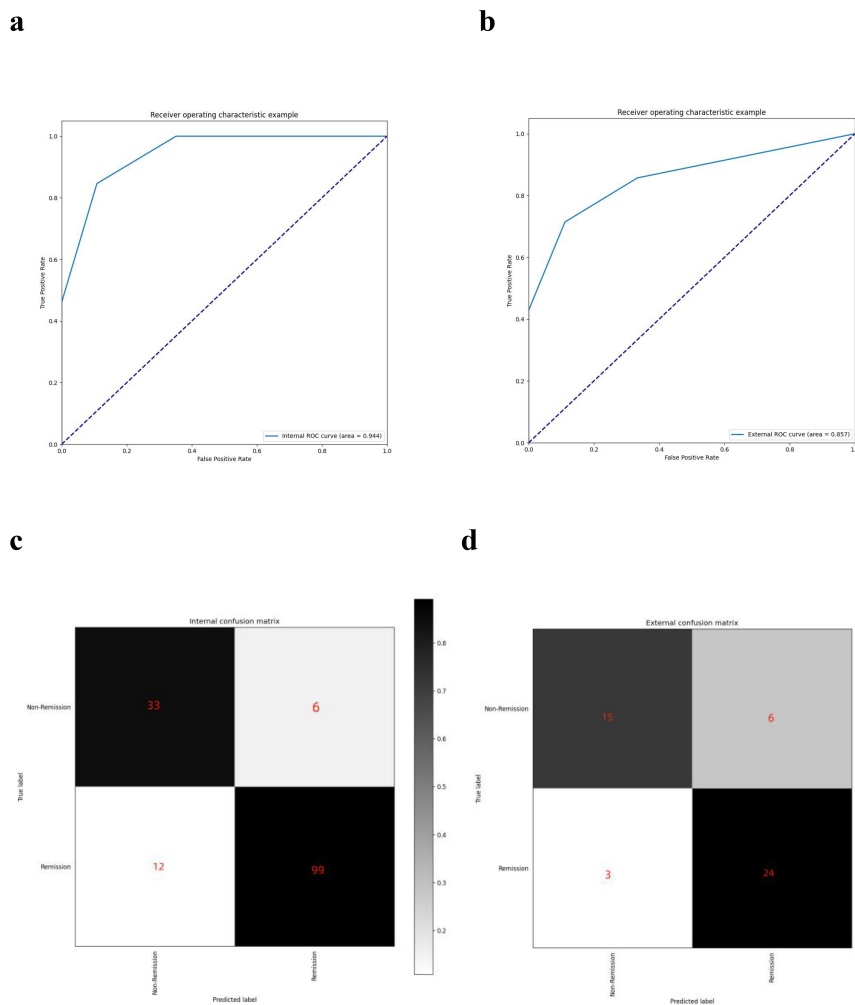 a
b
Receiver operating characteristic example
1.0
0.8
0.6
0.4
0.2
0.0
True Positive Rate
0.0 0.2 0.4 0.6 0.8 1.0
False Positive Rate
Internal ROC curve (area = 0.944)
Receiver operating characteristic example
1.0
0.8
0.6
0.4
0.2
0.0
True Positive Rate
0.0 0.2 0.4 0.6 0.8
False Positive Rate
External ROC curve (area = 0.857)
c
d
Internal confusion matrix
Non-Remission
Remission
True label
33 6
12 99
Non-Remission
Remission
Predicted label
0.8
0.7
0.6
0.5
0.4
0.3
0.2
External confusion matrix
Non-Remission
Remission
True label
15 6
3 24
Non-Remission
Remission
Predicted label